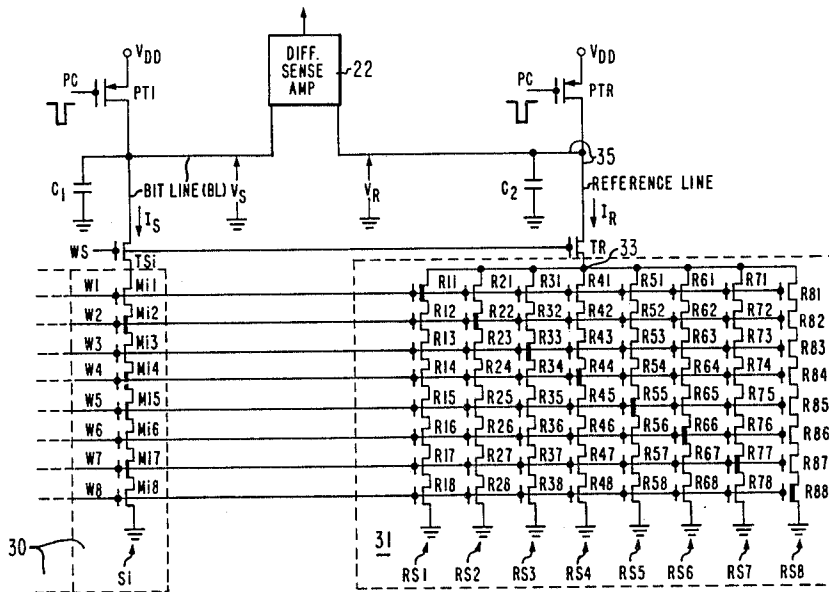 VDD
PC
PT1
DIFF.
SENSE
AMP
22
VDD
PC
PTR
35
C1
BIT LINE (BL)
VS
VR
C2
REFERENCE LINE
IS
IR
WS
TSi
TR
33
W1 Mi1 R11 R21 R31 R41 R51 R61 R71 R81
W2 Mi2 R12 R22 R32 R42 R52 R62 R72 R82
W3 Mi3 R13 R23 R33 R43 R53 R63 R73 R83
W4 Mi4 R14 R24 R34 R44 R54 R64 R74 R84
W5 Mi5 R15 R25 R35 R45 R55 R65 R75 R85
W6 Mi6 R16 R26 R36 R46 R56 R66 R76 R86
W7 Mi7 R17 R27 R37 R47 R57 R67 R77 R87
W8 Mi8 R18 R28 R38 R48 R58 R68 R78 R88
30
Si
31
RS1 RS2 RS3 RS4 RS5 RS6 RS7 RS8